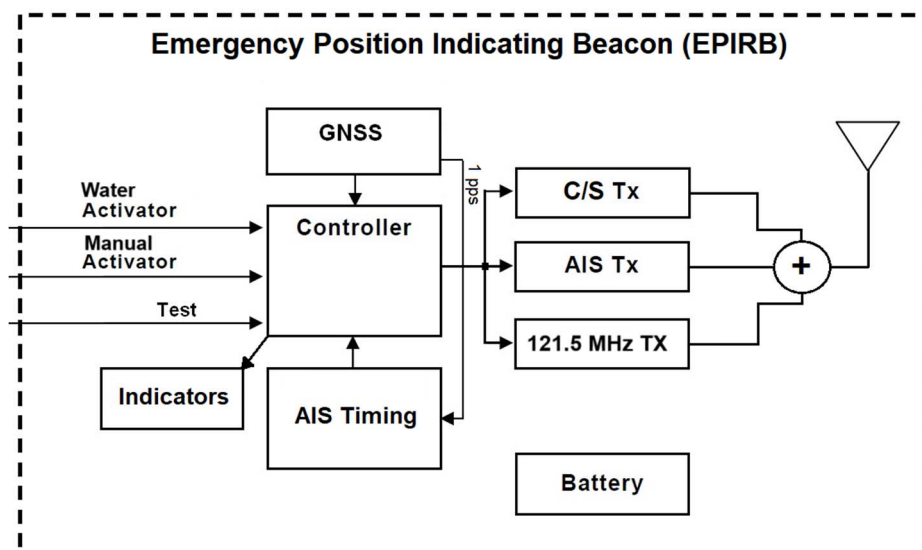 Emergency Position Indicating Beacon (EPIRB)
GNSS
1 pps
Water
Activator
Manual
Activator
Test
Controller
C/S Tx
AIS Tx
+
121.5 MHz TX
Indicators
AIS Timing
Battery